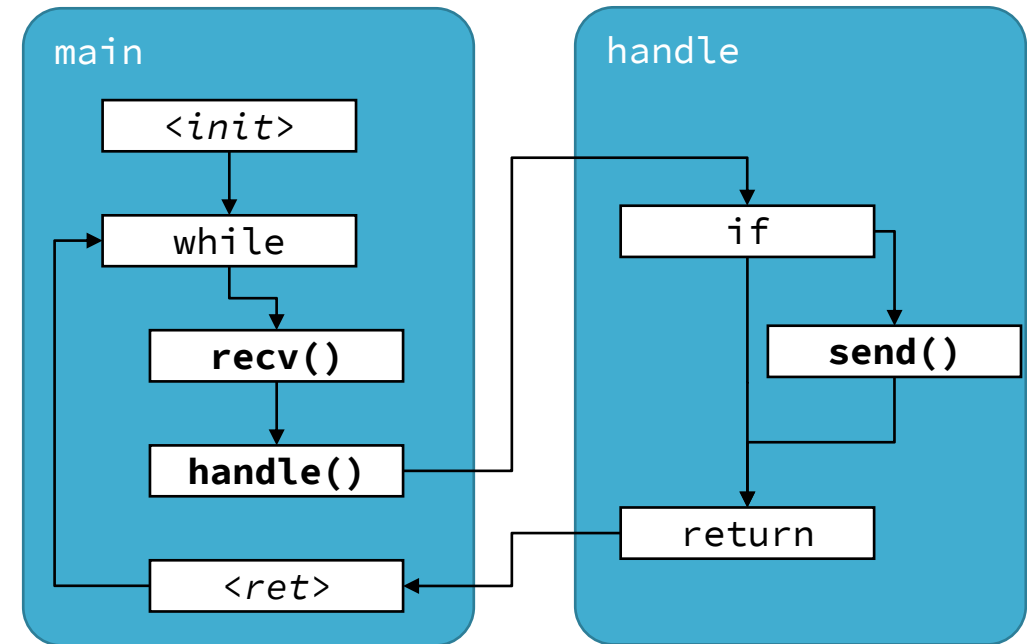 main
<init>
while
recv()
handle()
<ret>
handle
if
send()
return